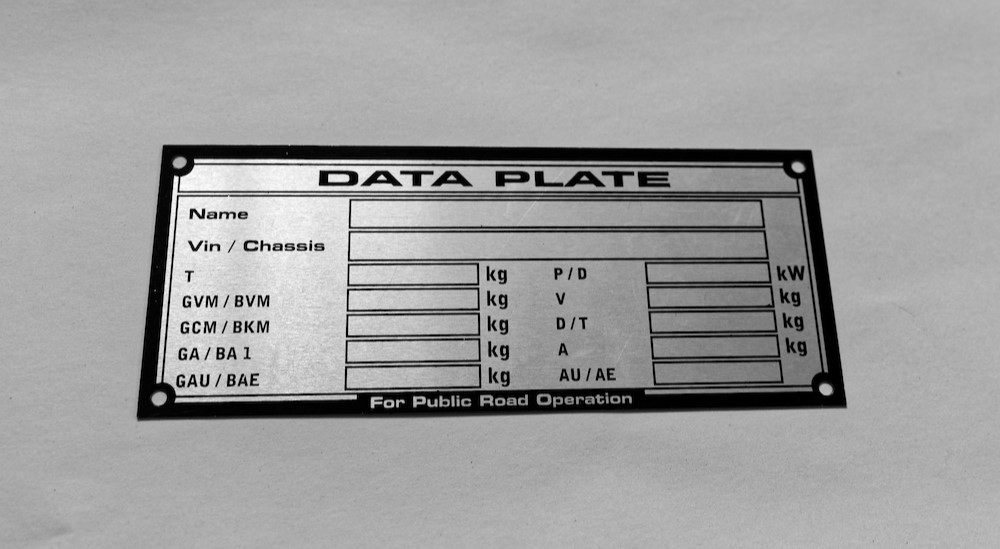 DATA PLATE
Name
Vin / Chassis
T kg P/D kW
GVM / BVM kg V kg
GCM / BKM kg D/T kg
GA / BA 1 kg A kg
GAU / BAE kg AU / AE
For Public Road Operation